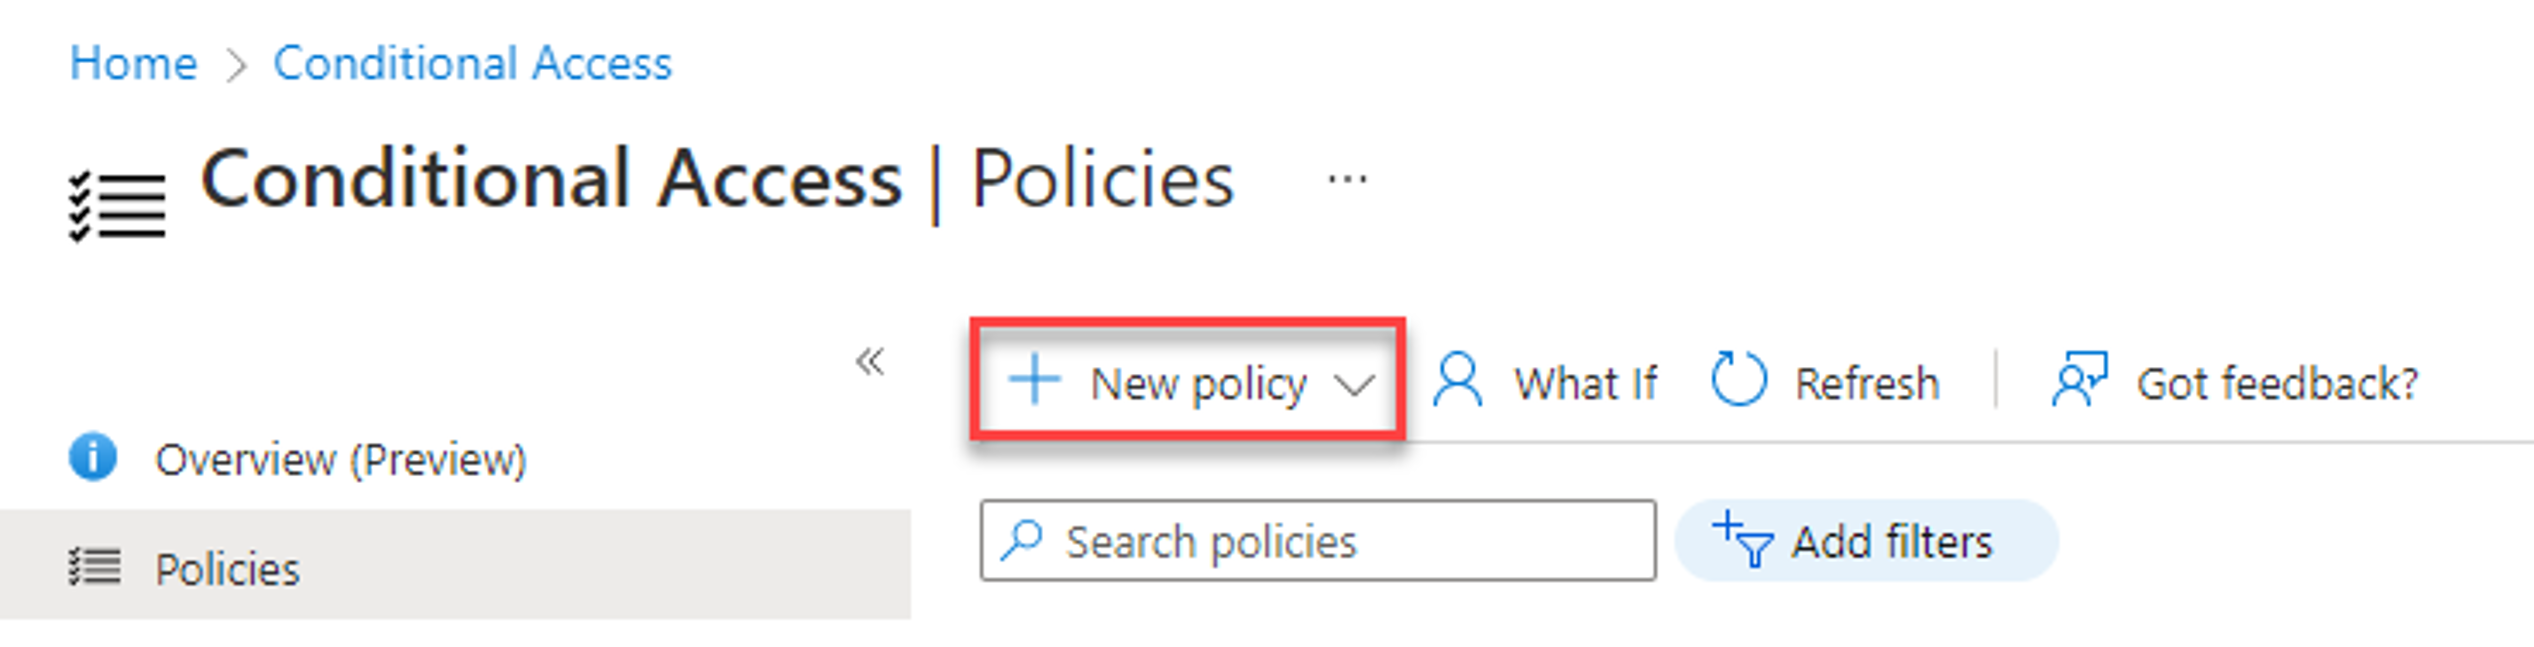 Home > Conditional Access
Conditional Access | Policies ...
New policy What If Refresh Got feedback?
Overview (Preview)
Search policies Add filters
Policies